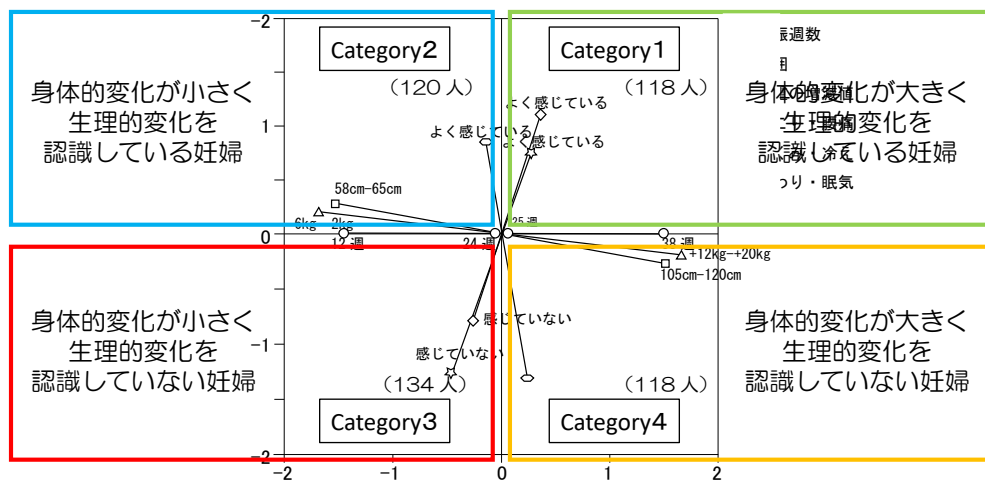 -2
Category2
Category1
(120人)
(118人)
身体的変化が小さく
生理的変化を
認識している妊婦
身体的変化が大きく
生理的変化を
認識している妊婦
振週数
よく感じている
よく感じている
よく感じている
わり・眠気
1
58cm-65cm
0
12週
24週
25週
38週
+12kg-+20kg
105cm-120cm
身体的変化が小さく
生理的変化を
認識していない妊婦
身体的変化が大きく
生理的変化を
認識していない妊婦
感じていない
感じていない
-1
(134人)
(118人)
Category3
Category4
-2
-2
-1
0
1
2